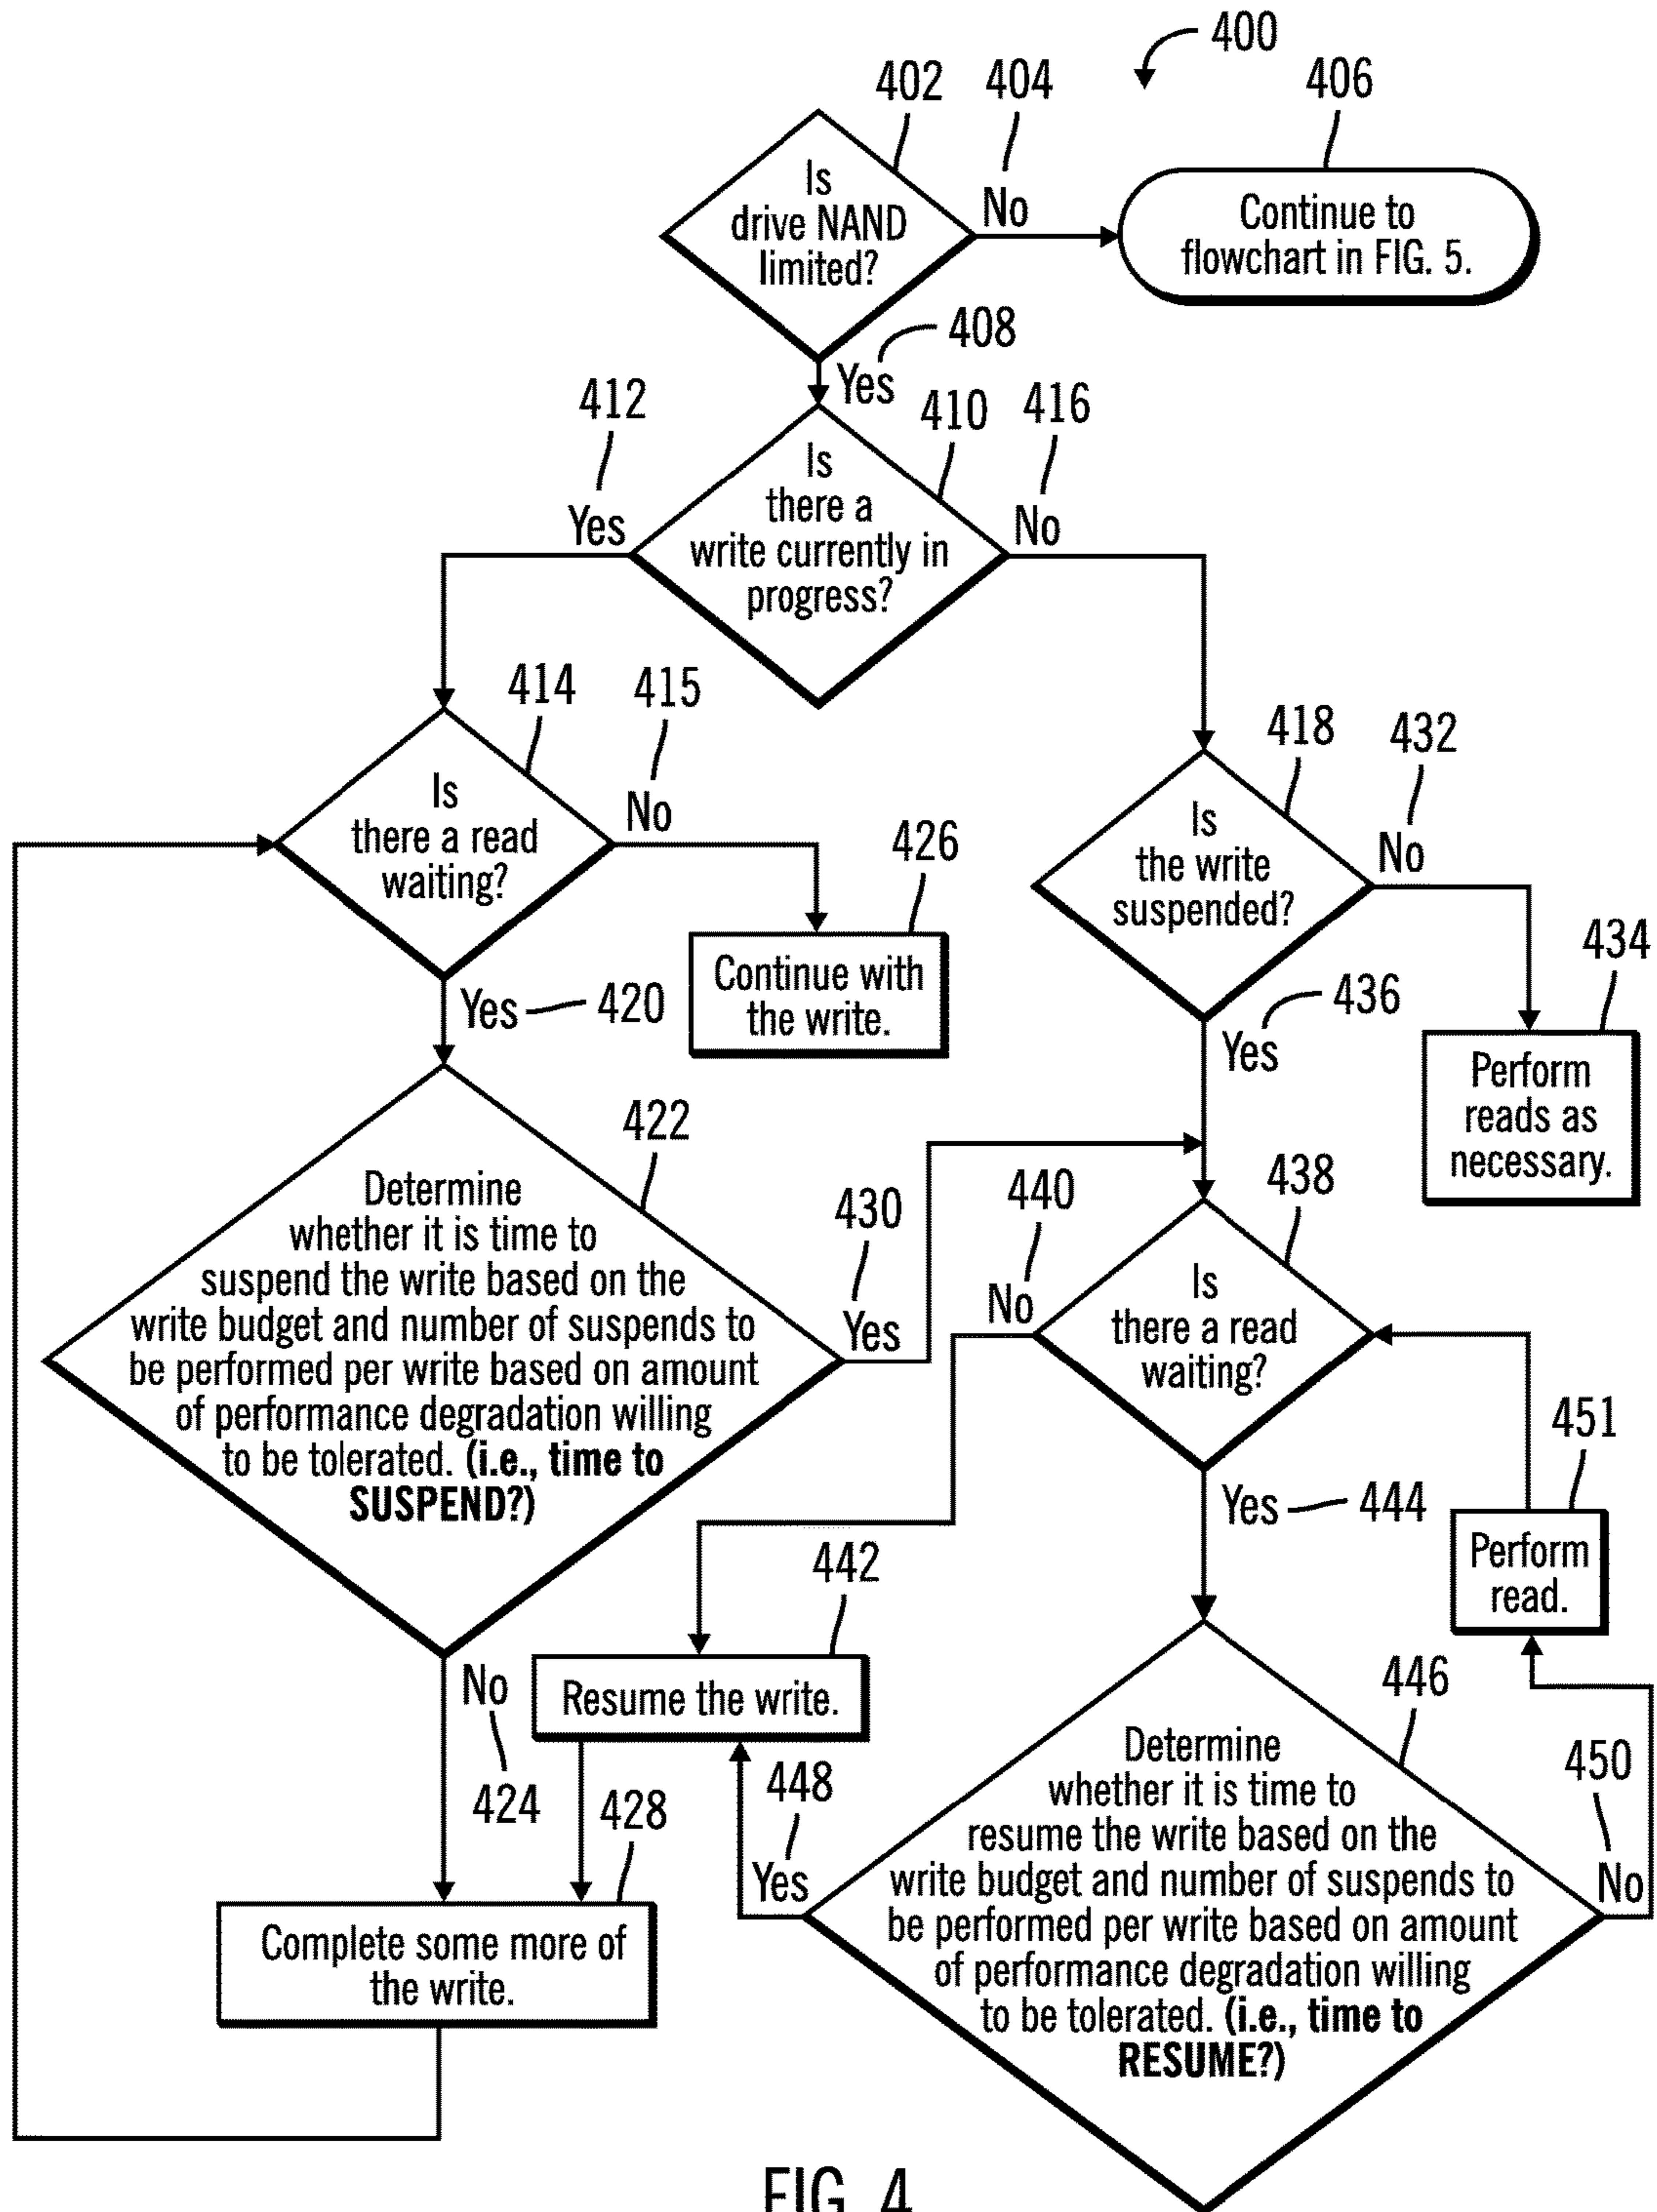 400
402
404
406
Is
drive NAND
limited?
No
Continue to
flowchart in FIG. 5.
408
Yes
412
410
416
Is
there a
write currently in
progress?
Yes
No
414
415
Is
there a read
waiting?
No
418
432
Is
the write
suspended?
No
426
Continue with
the write.
Yes
420
436
Yes
434
Perform
reads as
necessary.
422
Determine
whether it is time to
suspend the write based on the
write budget and number of suspends to
be performed per write based on amount
of performance degradation willing
to be tolerated. (i.e., time to
SUSPEND?)
430
Yes
440
No
438
Is
there a read
waiting?
Yes
444
451
Perform
read.
442
Resume the write.
No
424
448
Yes
446
Determine
whether it is time to
resume the write based on the
write budget and number of suspends to
be performed per write based on amount
of performance degradation willing
to be tolerated. (i.e., time to
RESUME?)
450
No
428
Complete some more of
the write.
FIG. 4